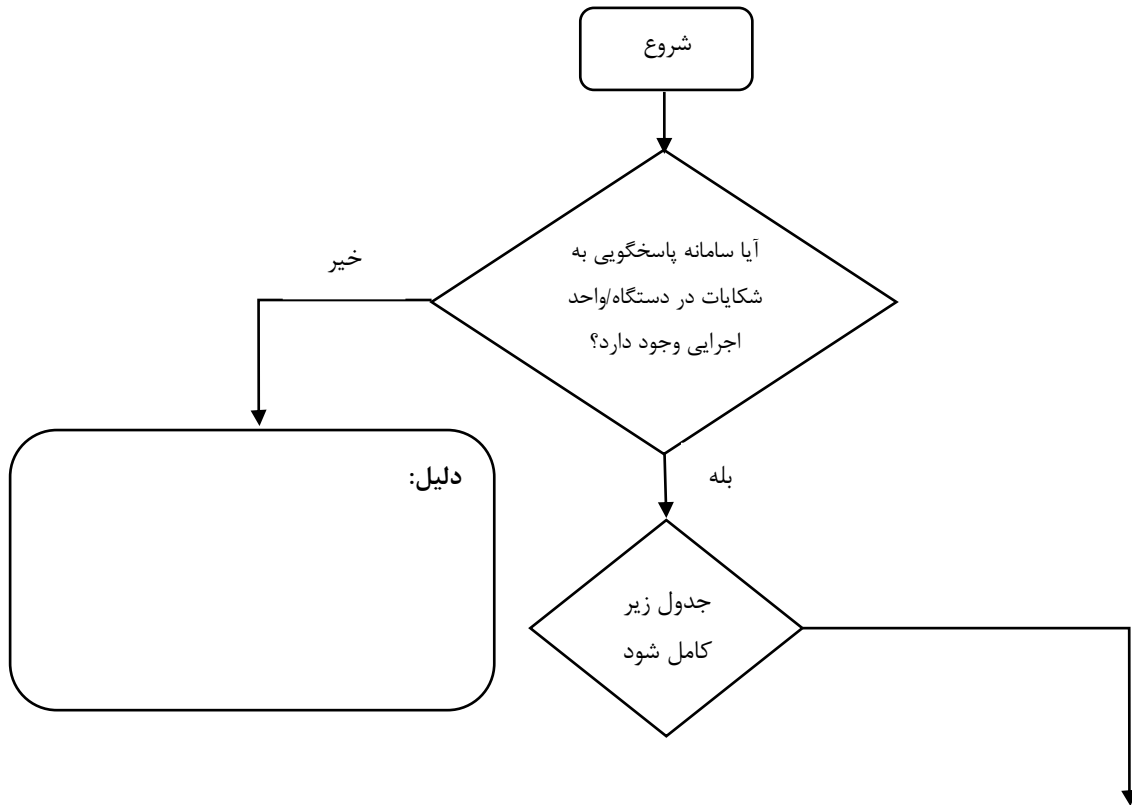 شروع
آیا سامانه پاسخگویی به
شکایات در دستگاه/واحد
اجرایی وجود دارد؟
خیر
دلیل:
بله
جدول زیر
کامل شود